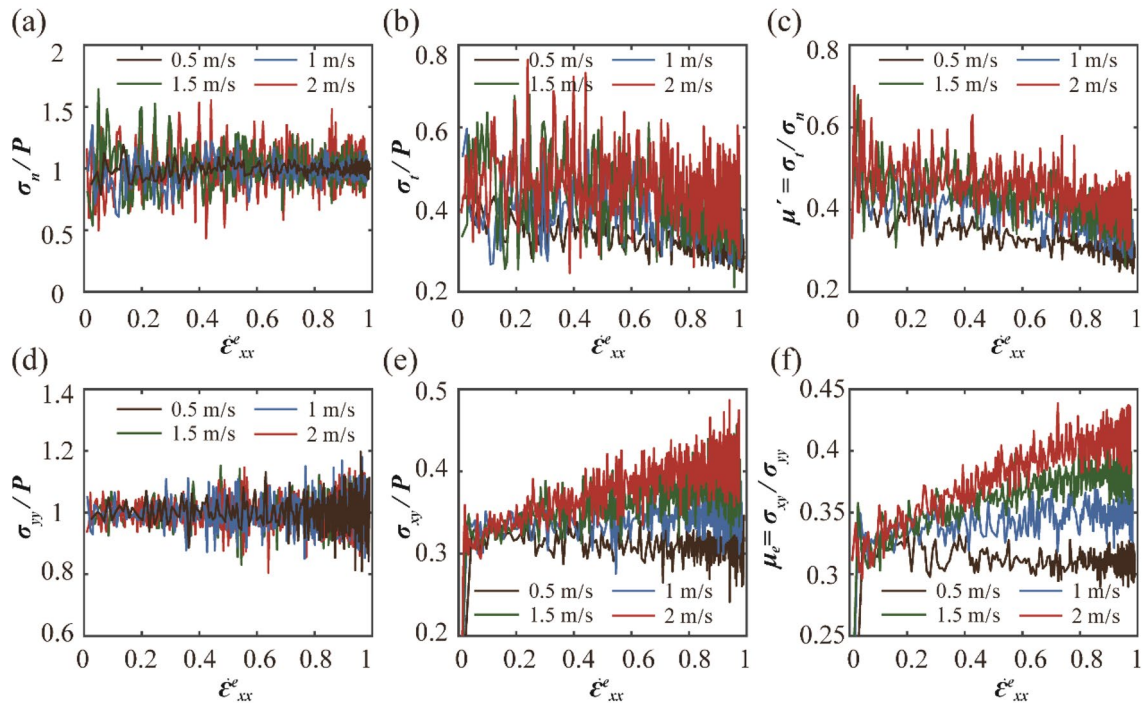 (a)
2
1.5
1
0.5
0
σn/P
0.5 m/s 1 m/s
1.5 m/s 2 m/s
0 0.2 0.4 0.6 0.8 1
ε̇ᵉxx
(b)
0.8
0.6
0.4
0.2
σt/P
0.5 m/s 1 m/s
1.5 m/s 2 m/s
0 0.2 0.4 0.6 0.8 1
ε̇ᵉxx
(c)
0.8
0.6
0.4
0.2
μ′ = σt/σn
0.5 m/s 1 m/s
1.5 m/s 2 m/s
0 0.2 0.4 0.6 0.8 1
ε̇ᵉxx
(d)
1.4
1.2
1
0.8
0.6
σyy/P
0.5 m/s 1 m/s
1.5 m/s 2 m/s
0 0.2 0.4 0.6 0.8 1
ε̇ᵉxx
(e)
0.5
0.4
0.3
0.2
σxy/P
0.5 m/s 1 m/s
1.5 m/s 2 m/s
0 0.2 0.4 0.6 0.8 1
ε̇ᵉxx
(f)
0.45
0.4
0.35
0.3
0.25
μe = σxy / σyy
0.5 m/s 1 m/s
1.5 m/s 2 m/s
0 0.2 0.4 0.6 0.8 1
ε̇ᵉxx